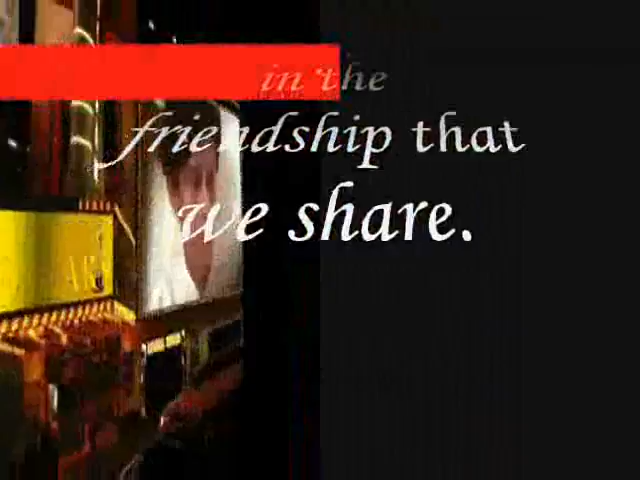 in the
friendship that
we share.